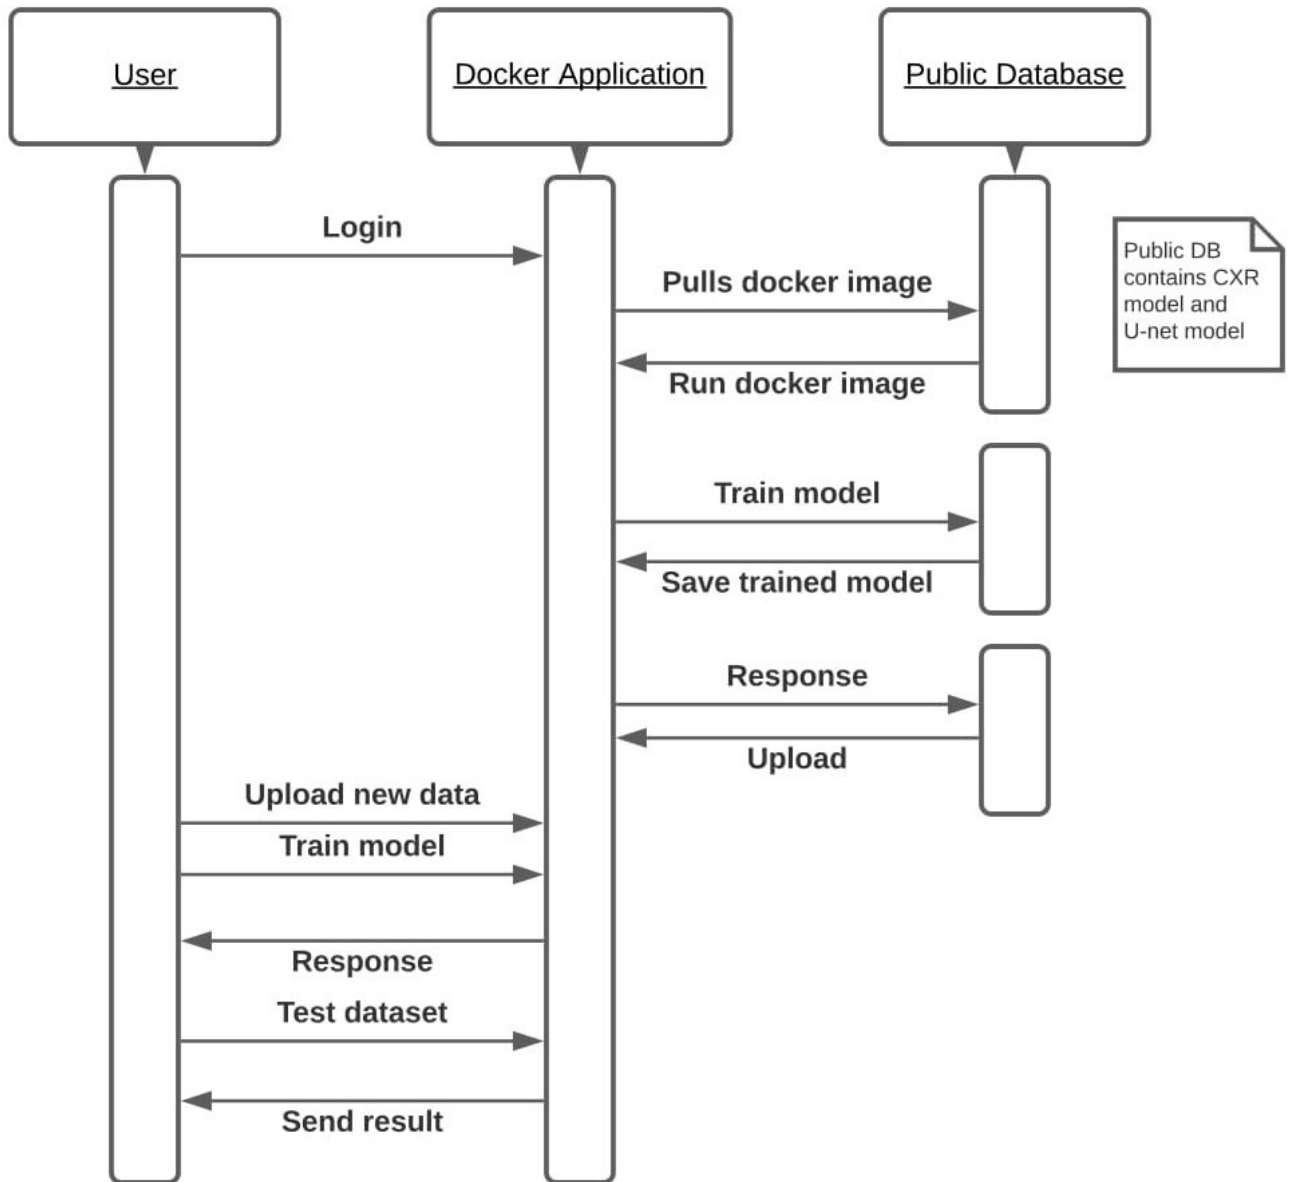 User
Docker Application
Public Database
Login
Pulls docker image
Public DB
contains CXR
model and
U-net model
Run docker image
Train model
Save trained model
Response
Upload
Upload new data
Train model
Response
Test dataset
Send result